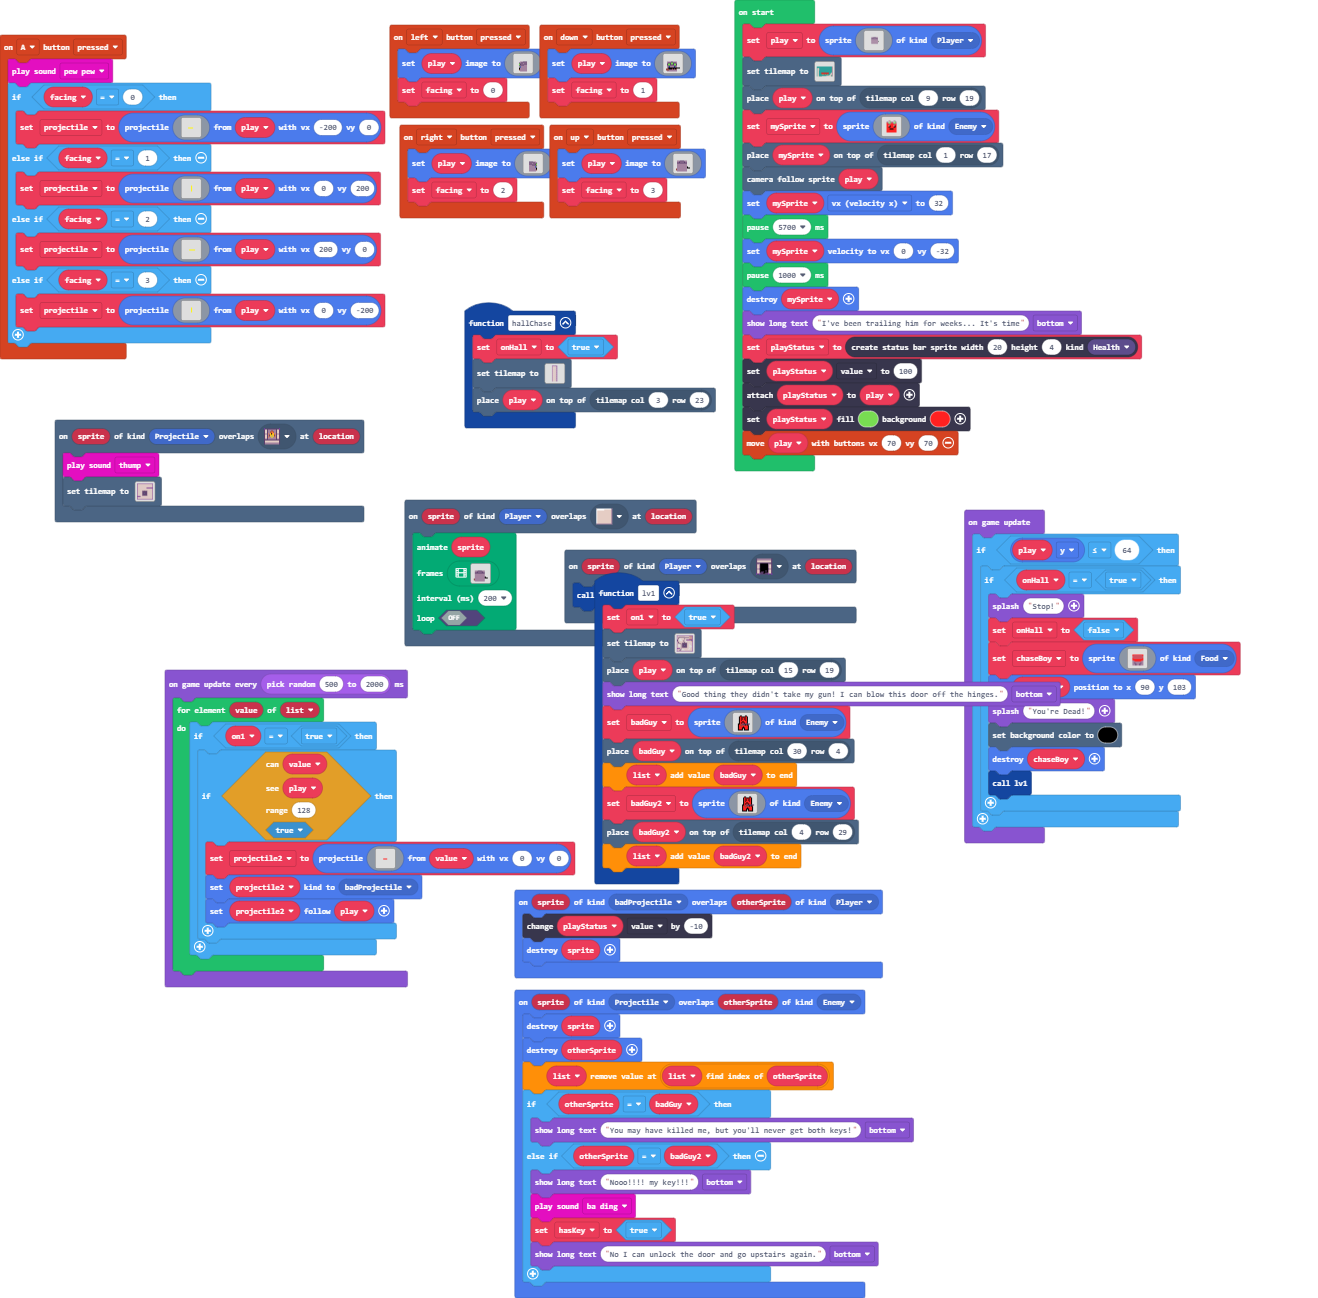 on A button pressed
play sound pew pew
if facing = 0 then
set projectile to projectile from play with vx -200 vy 0
else if facing = 1 then
set projectile to projectile from play with vx 0 vy 200
else if facing = 2 then
set projectile to projectile from play with vx 200 vy 0
else if facing = 3 then
set projectile to projectile from play with vx 0 vy -200
on left button pressed
set play image to
set facing to 0
on down button pressed
set play image to
set facing to 1
on right button pressed
set play image to
set facing to 2
on up button pressed
set play image to
set facing to 3
on start
set play to sprite of kind Player
set tilemap to
place play on top of tilemap col 9 row 19
set mySprite to sprite of kind Enemy
place mySprite on top of tilemap col 1 row 17
camera follow sprite play
set mySprite vx (velocity x) to 32
pause 5700 ms
set mySprite velocity to vx 0 vy -32
pause 1000 ms
destroy mySprite
show long text "I've been trailing him for weeks... It's time" bottom
set playStatus to create status bar sprite width 20 height 4 kind Health
set playStatus value to 100
attach playStatus to play
set playStatus fill background
move play with buttons vx 70 vy 70
function hallChase
set onHall to true
set tilemap to
place play on top of tilemap col 3 row 23
on sprite of kind Projectile overlaps at location
play sound thump
set tilemap to
on sprite of kind Player overlaps at location
animate sprite
frames
interval (ms) 200
loop OFF
on sprite of kind Player overlaps at location
call
function lv1
set on1 to true
set tilemap to
place play on top of tilemap col 15 row 19
show long text "Good thing they didn't take my gun! I can blow this door off the hinges." bottom
set badGuy to sprite of kind Enemy
place badGuy on top of tilemap col 30 row 4
list add value badGuy to end
set badGuy2 to sprite of kind Enemy
place badGuy2 on top of tilemap col 4 row 29
list add value badGuy2 to end
on game update
if play y ≤ 64 then
if onHall = true then
splash "Stop!"
set onHall to false
set chaseBoy to sprite of kind Food
position to x 90 y 103
splash "You're Dead!"
set background color to
destroy chaseBoy
call lv1
on game update every pick random 500 to 2000 ms
for element value of list
do if on1 = true then
if can value see play range 128 true then
set projectile2 to projectile from value with vx 0 vy 0
set projectile2 kind to badProjectile
set projectile2 follow play
on sprite of kind badProjectile overlaps otherSprite of kind Player
change playStatus value by -10
destroy sprite
on sprite of kind Projectile overlaps otherSprite of kind Enemy
destroy sprite
destroy otherSprite
list remove value at list find index of otherSprite
if otherSprite = badGuy then
show long text "You may have killed me, but you'll never get both keys!" bottom
else if otherSprite = badGuy2 then
show long text "Nooo!!!! my key!!!" bottom
play sound ba ding
set hasKey to true
show long text "No I can unlock the door and go upstairs again." bottom